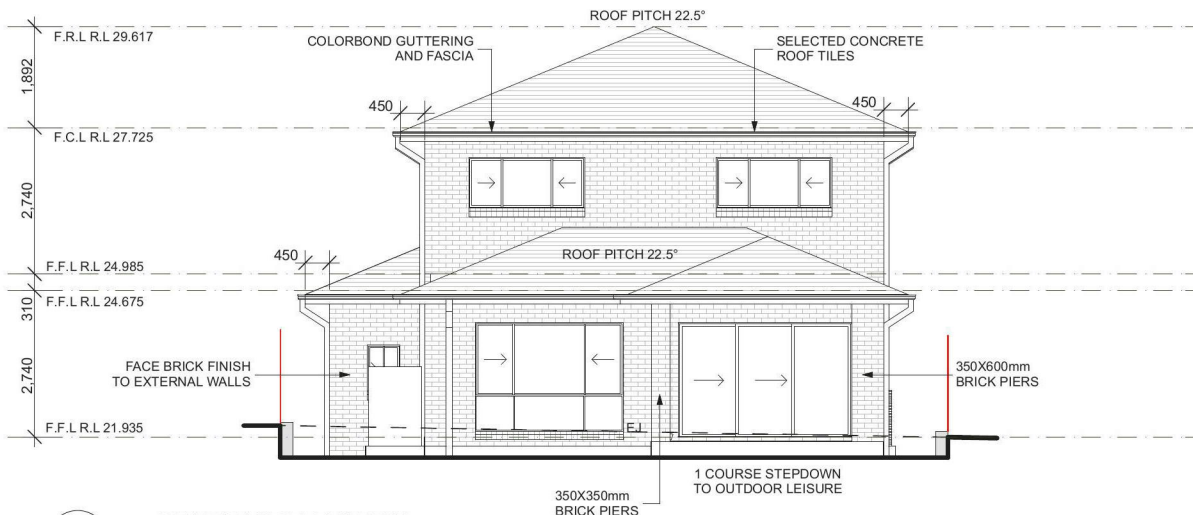 ROOF PITCH 22.5°
F.R.L R.L 29.617
COLORBOND GUTTERING
AND FASCIA
SELECTED CONCRETE
ROOF TILES
1,892
450
450
F.C.L R.L 27.725
2,740
ROOF PITCH 22.5°
450
F.F.L R.L 24.985
310
F.F.L R.L 24.675
2,740
FACE BRICK FINISH
TO EXTERNAL WALLS
350X600mm
BRICK PIERS
F.F.L R.L 21.935
EJ
1 COURSE STEPDOWN
TO OUTDOOR LEISURE
350X350mm
BRICK PIERS